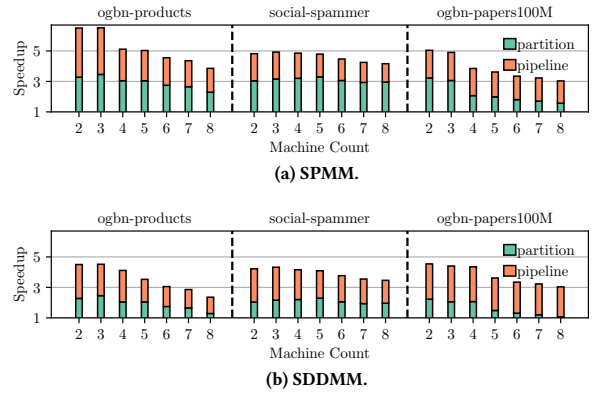 ogbn-products social-spammer ogbn-papers100M
Speedup
5
3
1
partition
pipeline
2 3 4 5 6 7 8 2 3 4 5 6 7 8 2 3 4 5 6 7 8
Machine Count
(a) SPMM.
ogbn-products social-spammer ogbn-papers100M
Speedup
5
3
1
partition
pipeline
2 3 4 5 6 7 8 2 3 4 5 6 7 8 2 3 4 5 6 7 8
Machine Count
(b) SDDMM.